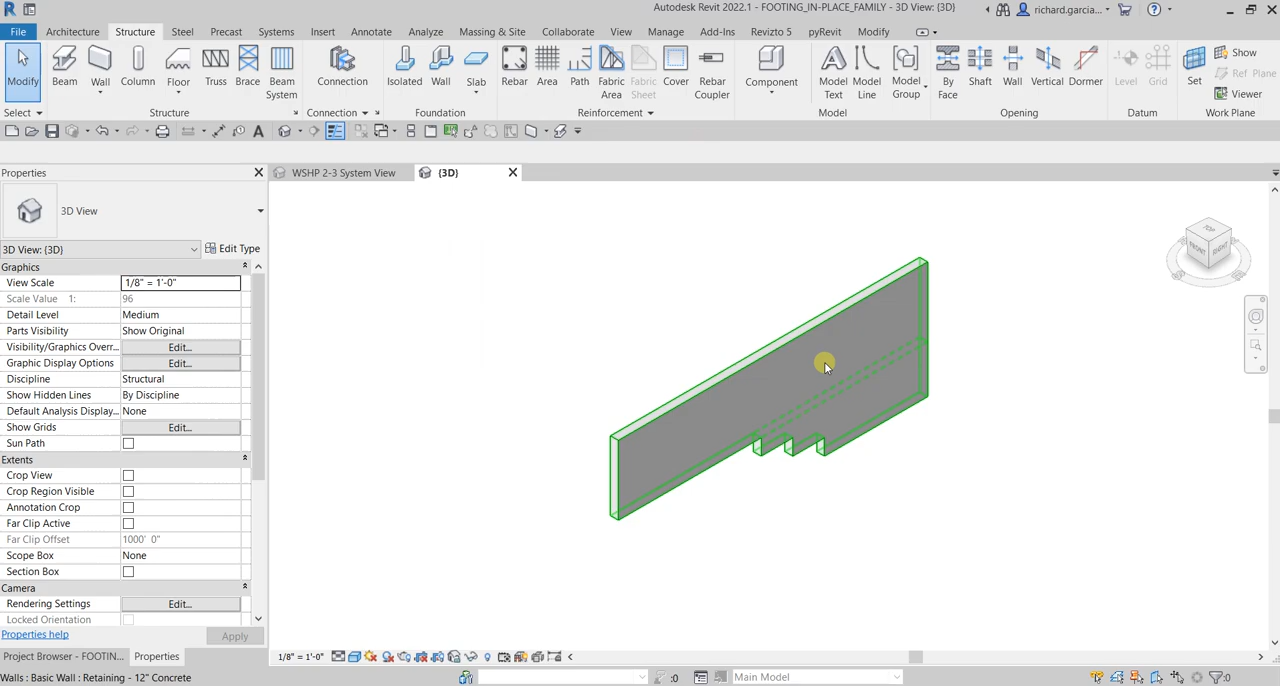 Autodesk Revit 2022.1 - FOOTING_IN-PLACE_FAMILY - 3D View: {3D}
richard.garcia...
File Architecture Structure Steel Precast Systems Insert Annotate Analyze Massing & Site Collaborate View Manage Add-Ins Revizto 5 pyRevit Modify
Modify Beam Wall Column Floor Truss Brace Beam System Connection Isolated Wall Slab Rebar Area Path Fabric Area Fabric Sheet Cover Rebar Coupler Component Model Text Model Line Model Group By Face Shaft Wall Vertical Dormer Level Grid Set Show
Ref Plane
Viewer
Select Structure Connection Foundation Reinforcement Model Opening Datum Work Plane
Properties
WSHP 2-3 System View
{3D}
3D View
3D View: {3D}
Edit Type
Graphics
View Scale 1/8" = 1'-0"
Scale Value 1: 96
Detail Level Medium
Parts Visibility Show Original
Visibility/Graphics Overr... Edit...
Graphic Display Options Edit...
Discipline Structural
Show Hidden Lines By Discipline
Default Analysis Display... None
Show Grids Edit...
Sun Path
Extents
Crop View
Crop Region Visible
Annotation Crop
Far Clip Active
Far Clip Offset 1000' 0"
Scope Box None
Section Box
Camera
Rendering Settings Edit...
Locked Orientation
Properties help
Apply
Project Browser - FOOTIN... Properties
1/8" = 1'-0"
Walls : Basic Wall : Retaining - 12" Concrete
:0
Main Model
:0
TOP
FRONT
RIGHT